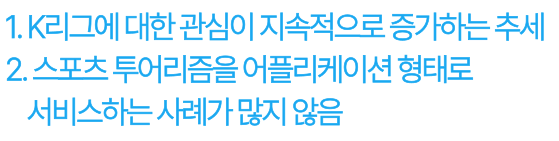 1. K리그에 대한 관심이 지속적으로 증가하는 추세
2. 스포츠 투어리즘을 어플리케이션 형태로
서비스하는 사례가 많지 않음